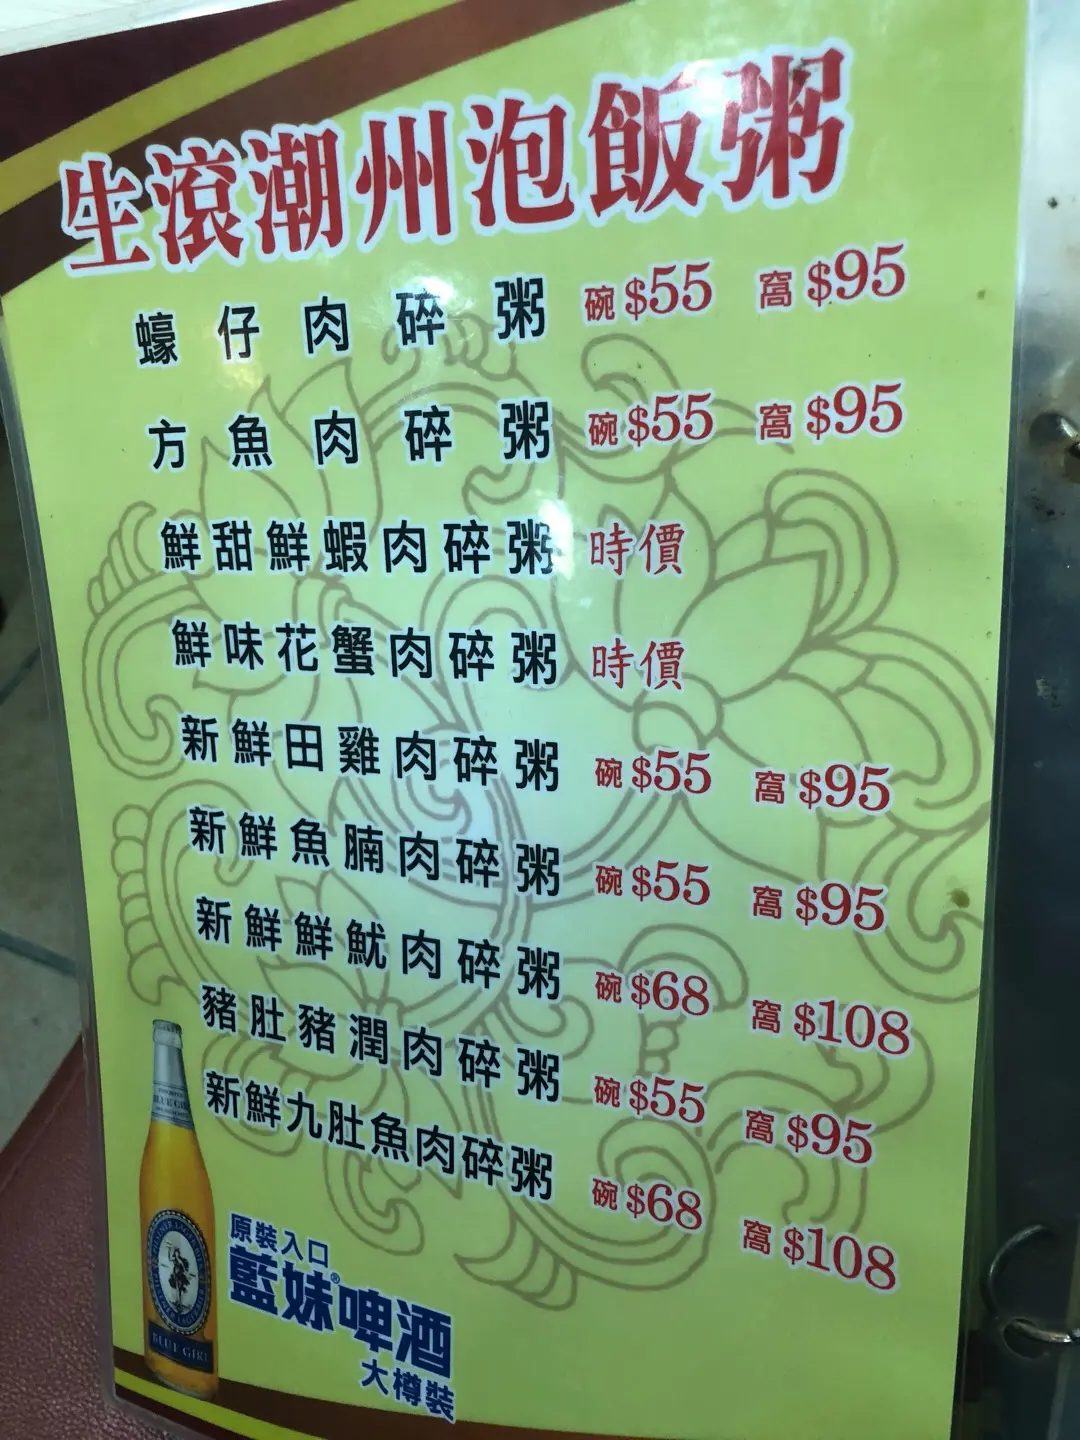 生滾潮州泡飯粥
蠔仔肉碎粥 碗$55 窩$95
方魚肉碎粥 碗$55 窩$95
鮮甜鮮蝦肉碎粥 時價
鮮味花蟹肉碎粥 時價
新鮮田雞肉碎粥 碗$55 窩$95
新鮮魚腩肉碎粥 碗$55 窩$95
新鮮鮮魷肉碎粥 碗$68 窩$108
豬肚豬潤肉碎粥 碗$55 窩$95
新鮮九肚魚肉碎粥 碗$68 窩$108
BLUE GIRL
原裝入口
藍妹®啤酒
大樽裝